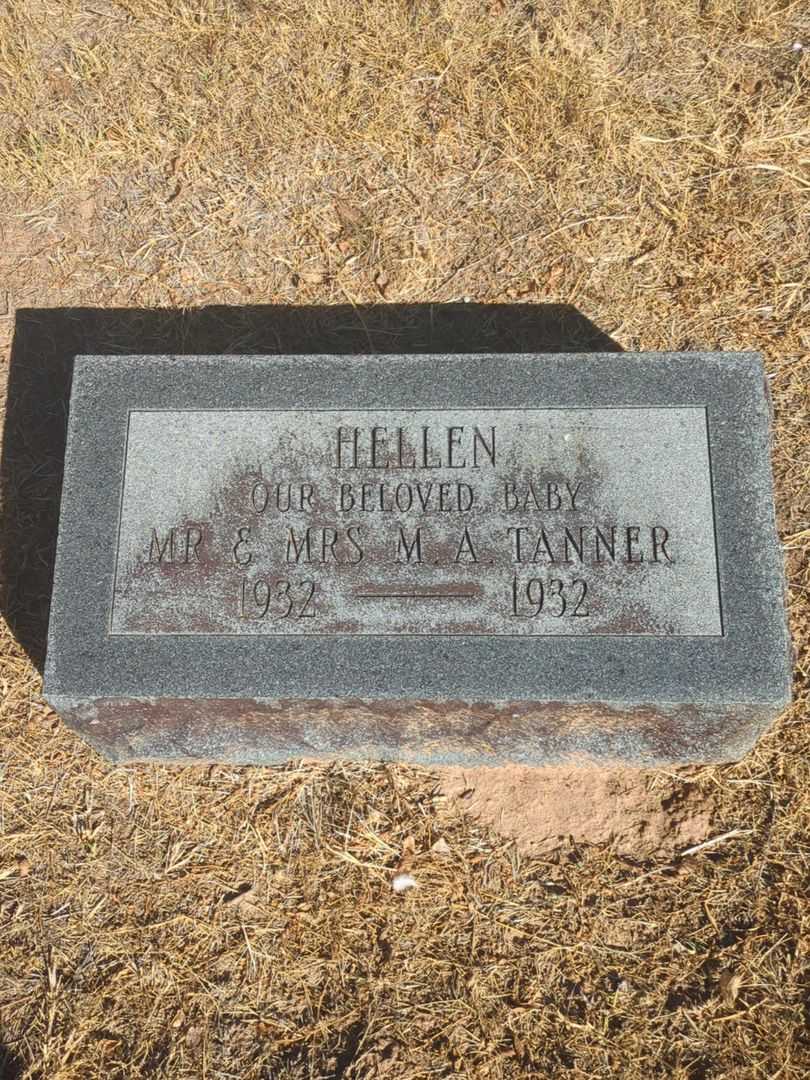 HELLEN
OUR BELOVED BABY
MR & MRS M. A. TANNER
1932 — 1932